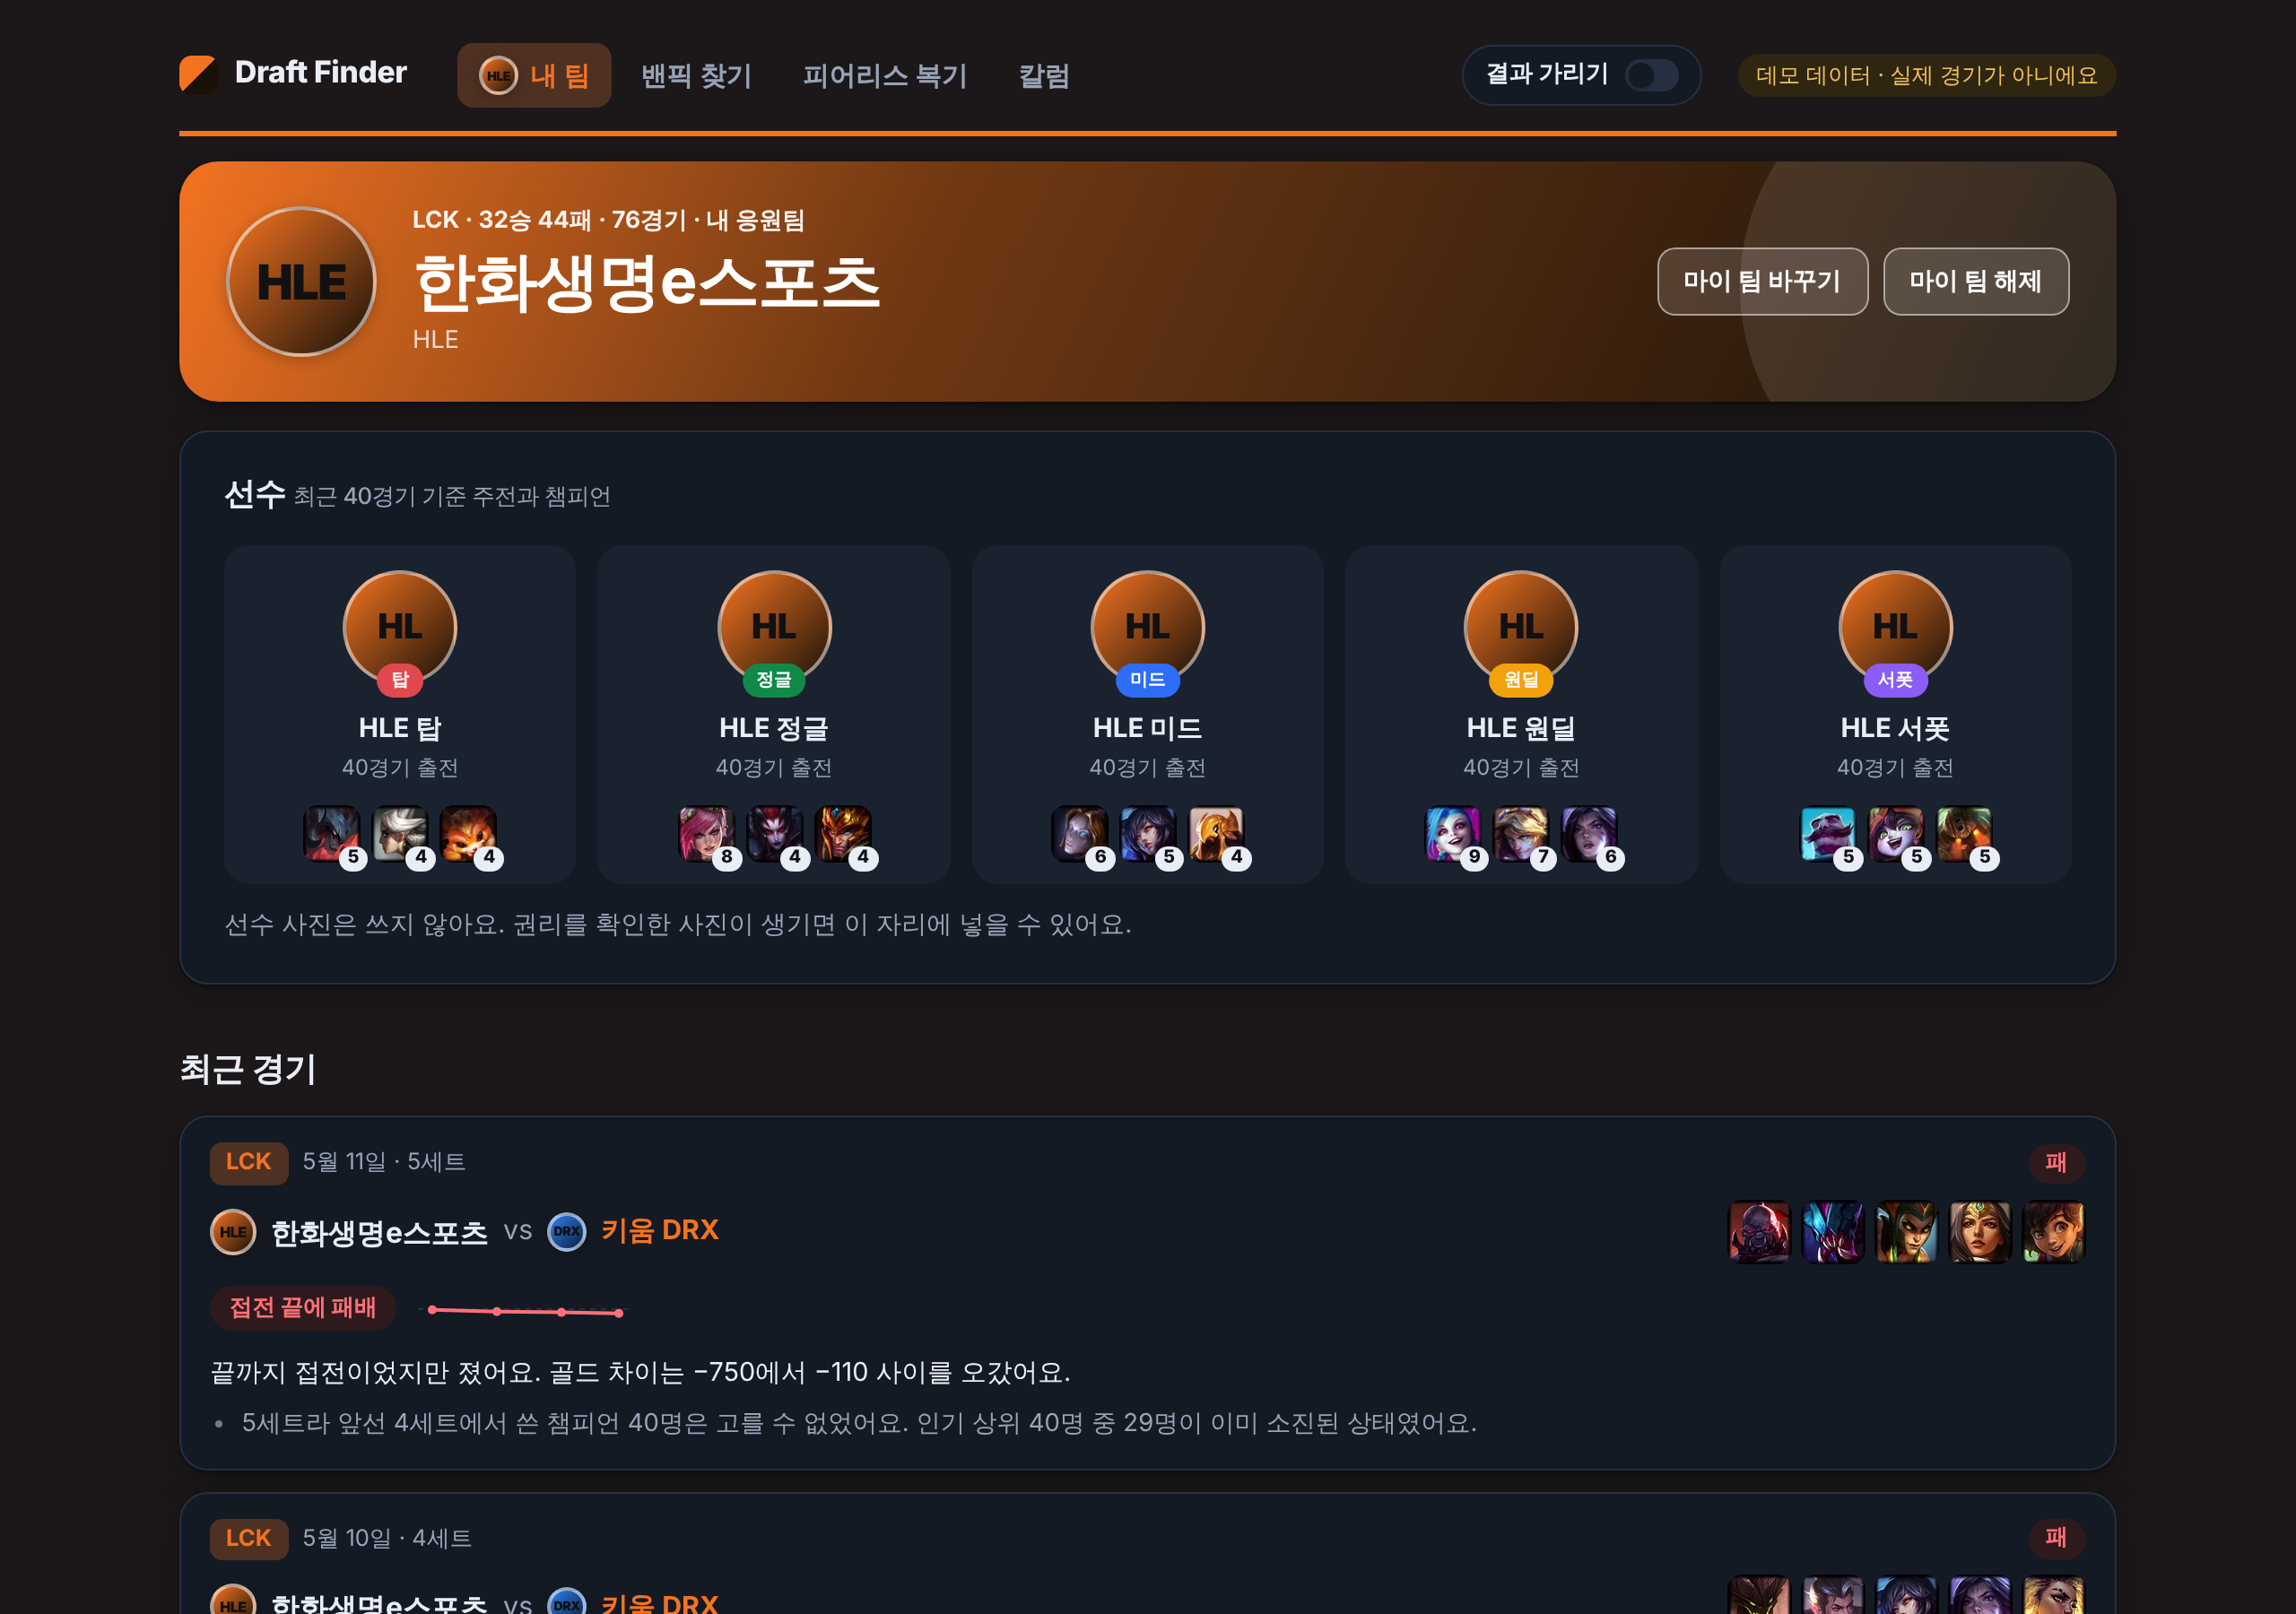 Draft Finder
HLE 내 팀
밴픽 찾기
피어리스 복기
칼럼
결과 가리기
데모 데이터 · 실제 경기가 아니에요
HLE
LCK · 32승 44패 · 76경기 · 내 응원팀
한화생명e스포츠
HLE
마이 팀 바꾸기
마이 팀 해제
선수 최근 40경기 기준 주전과 챔피언
HL
탑
HLE 탑
40경기 출전
5 4 4
HL
정글
HLE 정글
40경기 출전
8 4 4
HL
미드
HLE 미드
40경기 출전
6 5 4
HL
원딜
HLE 원딜
40경기 출전
9 7 6
HL
서폿
HLE 서폿
40경기 출전
5 5 5
선수 사진은 쓰지 않아요. 권리를 확인한 사진이 생기면 이 자리에 넣을 수 있어요.
최근 경기
LCK 5월 11일 · 5세트
패
HLE 한화생명e스포츠 vs DRX 키움 DRX
접전 끝에 패배
끝까지 접전이었지만 졌어요. 골드 차이는 −750에서 −110 사이를 오갔어요.
• 5세트라 앞선 4세트에서 쓴 챔피언 40명은 고를 수 없었어요. 인기 상위 40명 중 29명이 이미 소진된 상태였어요.
LCK 5월 10일 · 4세트
패
HLE 한화생명e스포츠 vs DRX 키움 DRX